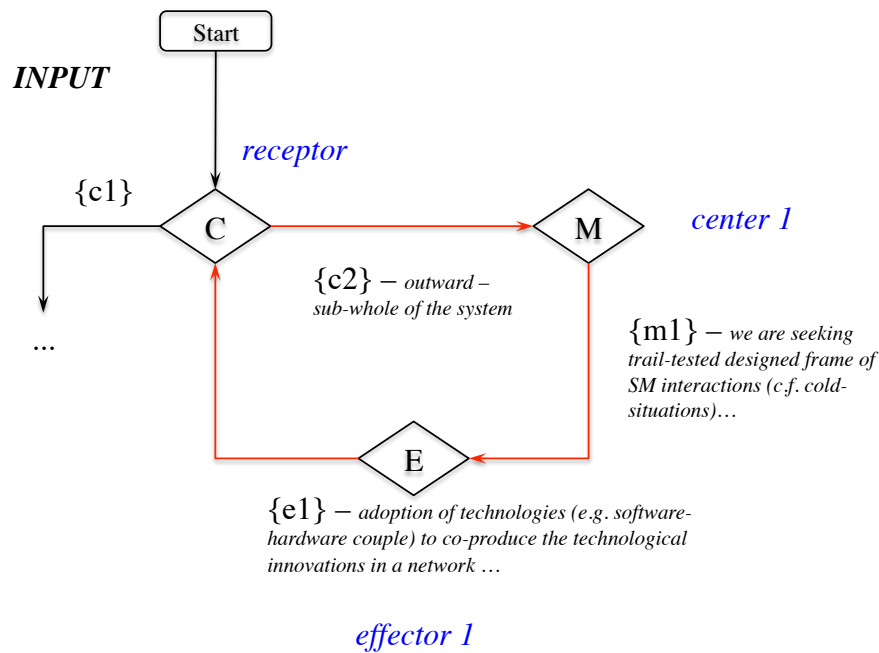 Start
INPUT
receptor
{c1}
C
M
center 1
{c2} – outward –
sub-whole of the system
{m1} – we are seeking
trail-tested designed frame of
SM interactions (c.f. cold-
situations)…
...
E
{e1} – adoption of technologies (e.g. software-
hardware couple) to co-produce the technological
innovations in a network …
effector 1